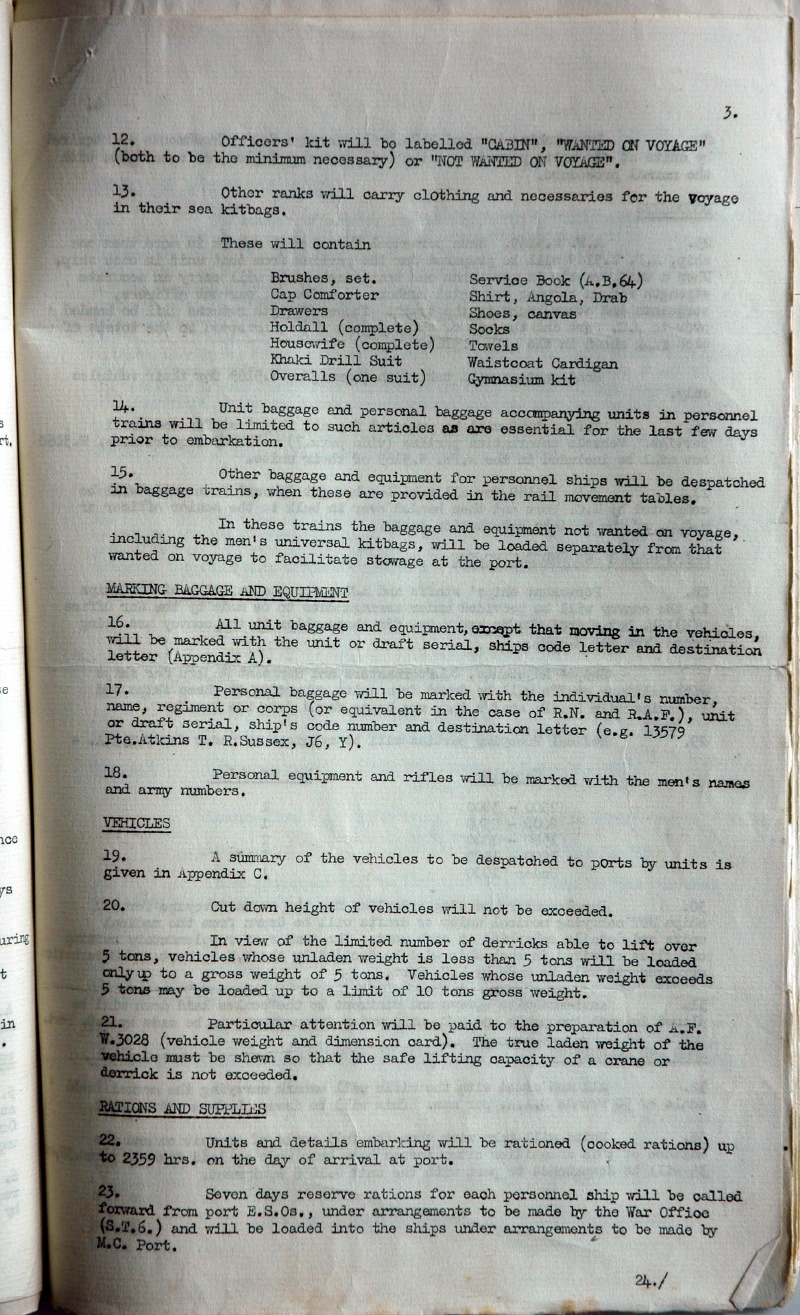 3.
12. Officers' kit will be labelled "CABIN", "WANTED ON VOYAGE"
(both to be the minimum necessary) or "NOT WANTED ON VOYAGE".
13. Other ranks will carry clothing and necessaries for the voyage
in their sea kitbags.
These will contain
Brushes, set. Service Book (A.B.64)
Cap Comforter Shirt, Angola, Drab
Drawers Shoes, canvas
Holdall (complete) Socks
Housewife (complete) Towels
Khaki Drill Suit Waistcoat Cardigan
Overalls (one suit) Gymnasium kit
14. Unit baggage and personal baggage accompanying units in personnel
trains will be limited to such articles as are essential for the last few days
prior to embarkation.
15. Other baggage and equipment for personnel ships will be despatched
in baggage trains, when these are provided in the rail movement tables.
In these trains the baggage and equipment not wanted on voyage,
including the men's universal kitbags, will be loaded separately from that
wanted on voyage to facilitate stowage at the port.
MARKING BAGGAGE AND EQUIPMENT
16. All unit baggage and equipment, except that moving in the vehicles,
will be marked with the unit or draft serial, ships code letter and destination
letter (Appendix A).
17. Personal baggage will be marked with the individual's number,
name, regiment or corps (or equivalent in the case of R.N. and R.A.F.), unit
or draft serial, ship's code number and destination letter (e.g. 13579
Pte.Atkins T. R.Sussex, J6, Y).
18. Personal equipment and rifles will be marked with the men's names
and army numbers.
VEHICLES
19. A summary of the vehicles to be despatched to ports by units is
given in Appendix C.
20. Cut down height of vehicles will not be exceeded.
In view of the limited number of derricks able to lift over
5 tons, vehicles whose unladen weight is less than 5 tons will be loaded
only up to a gross weight of 5 tons. Vehicles whose unladen weight exceeds
5 tons may be loaded up to a limit of 10 tons gross weight.
21. Particular attention will be paid to the preparation of A.F.
W.3028 (vehicle weight and dimension card). The true laden weight of the
vehicle must be shewn so that the safe lifting capacity of a crane or
derrick is not exceeded.
RATIONS AND SUPPLIES
22. Units and details embarking will be rationed (cooked rations) up
to 2359 hrs. on the day of arrival at port.
23. Seven days reserve rations for each personnel ship will be called
forward from port E.S.Os., under arrangements to be made by the War Office
(S.T.6.) and will be loaded into the ships under arrangements to be made by
M.C. Port.
24./